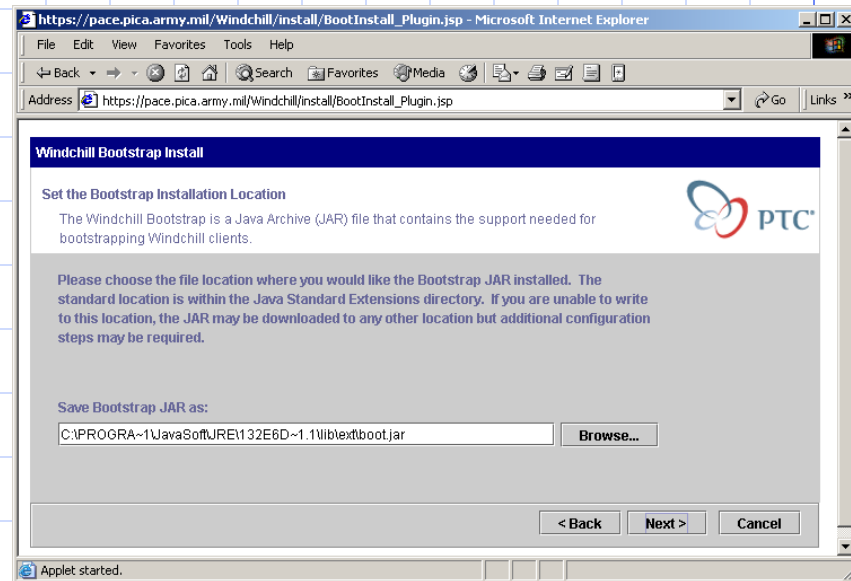 https://pace.pica.army.mil/Windchill/install/BootInstall_Plugin.jsp - Microsoft Internet Explorer
File Edit View Favorites Tools Help
Back Search Favorites Media
Address https://pace.pica.army.mil/Windchill/install/BootInstall_Plugin.jsp Go Links »
Windchill Bootstrap Install
Set the Bootstrap Installation Location
The Windchill Bootstrap is a Java Archive (JAR) file that contains the support needed for
bootstrapping Windchill clients.
PTC
Please choose the file location where you would like the Bootstrap JAR installed. The
standard location is within the Java Standard Extensions directory. If you are unable to write
to this location, the JAR may be downloaded to any other location but additional configuration
steps may be required.
Save Bootstrap JAR as:
C:\PROGRA~1\JavaSoft\JRE\132E6D~1.1\lib\ext\boot.jar Browse...
< Back Next > Cancel
Applet started.